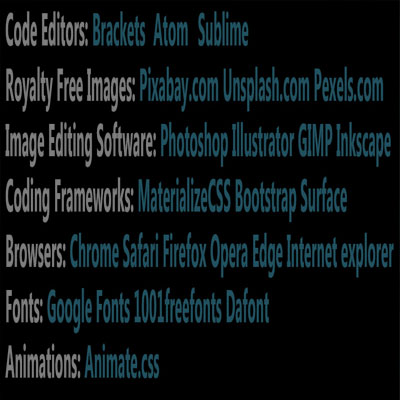 Code Editors: Brackets Atom Sublime
Royalty Free Images: Pixabay.com Unsplash.com Pexels.com
Image Editing Software: Photoshop Illustrator GIMP Inkscape
Coding Frameworks: MaterializeCSS Bootstrap Surface
Browsers: Chrome Safari Firefox Opera Edge Internet explorer
Fonts: Google Fonts 1001freefonts Dafont
Animations: Animate.css